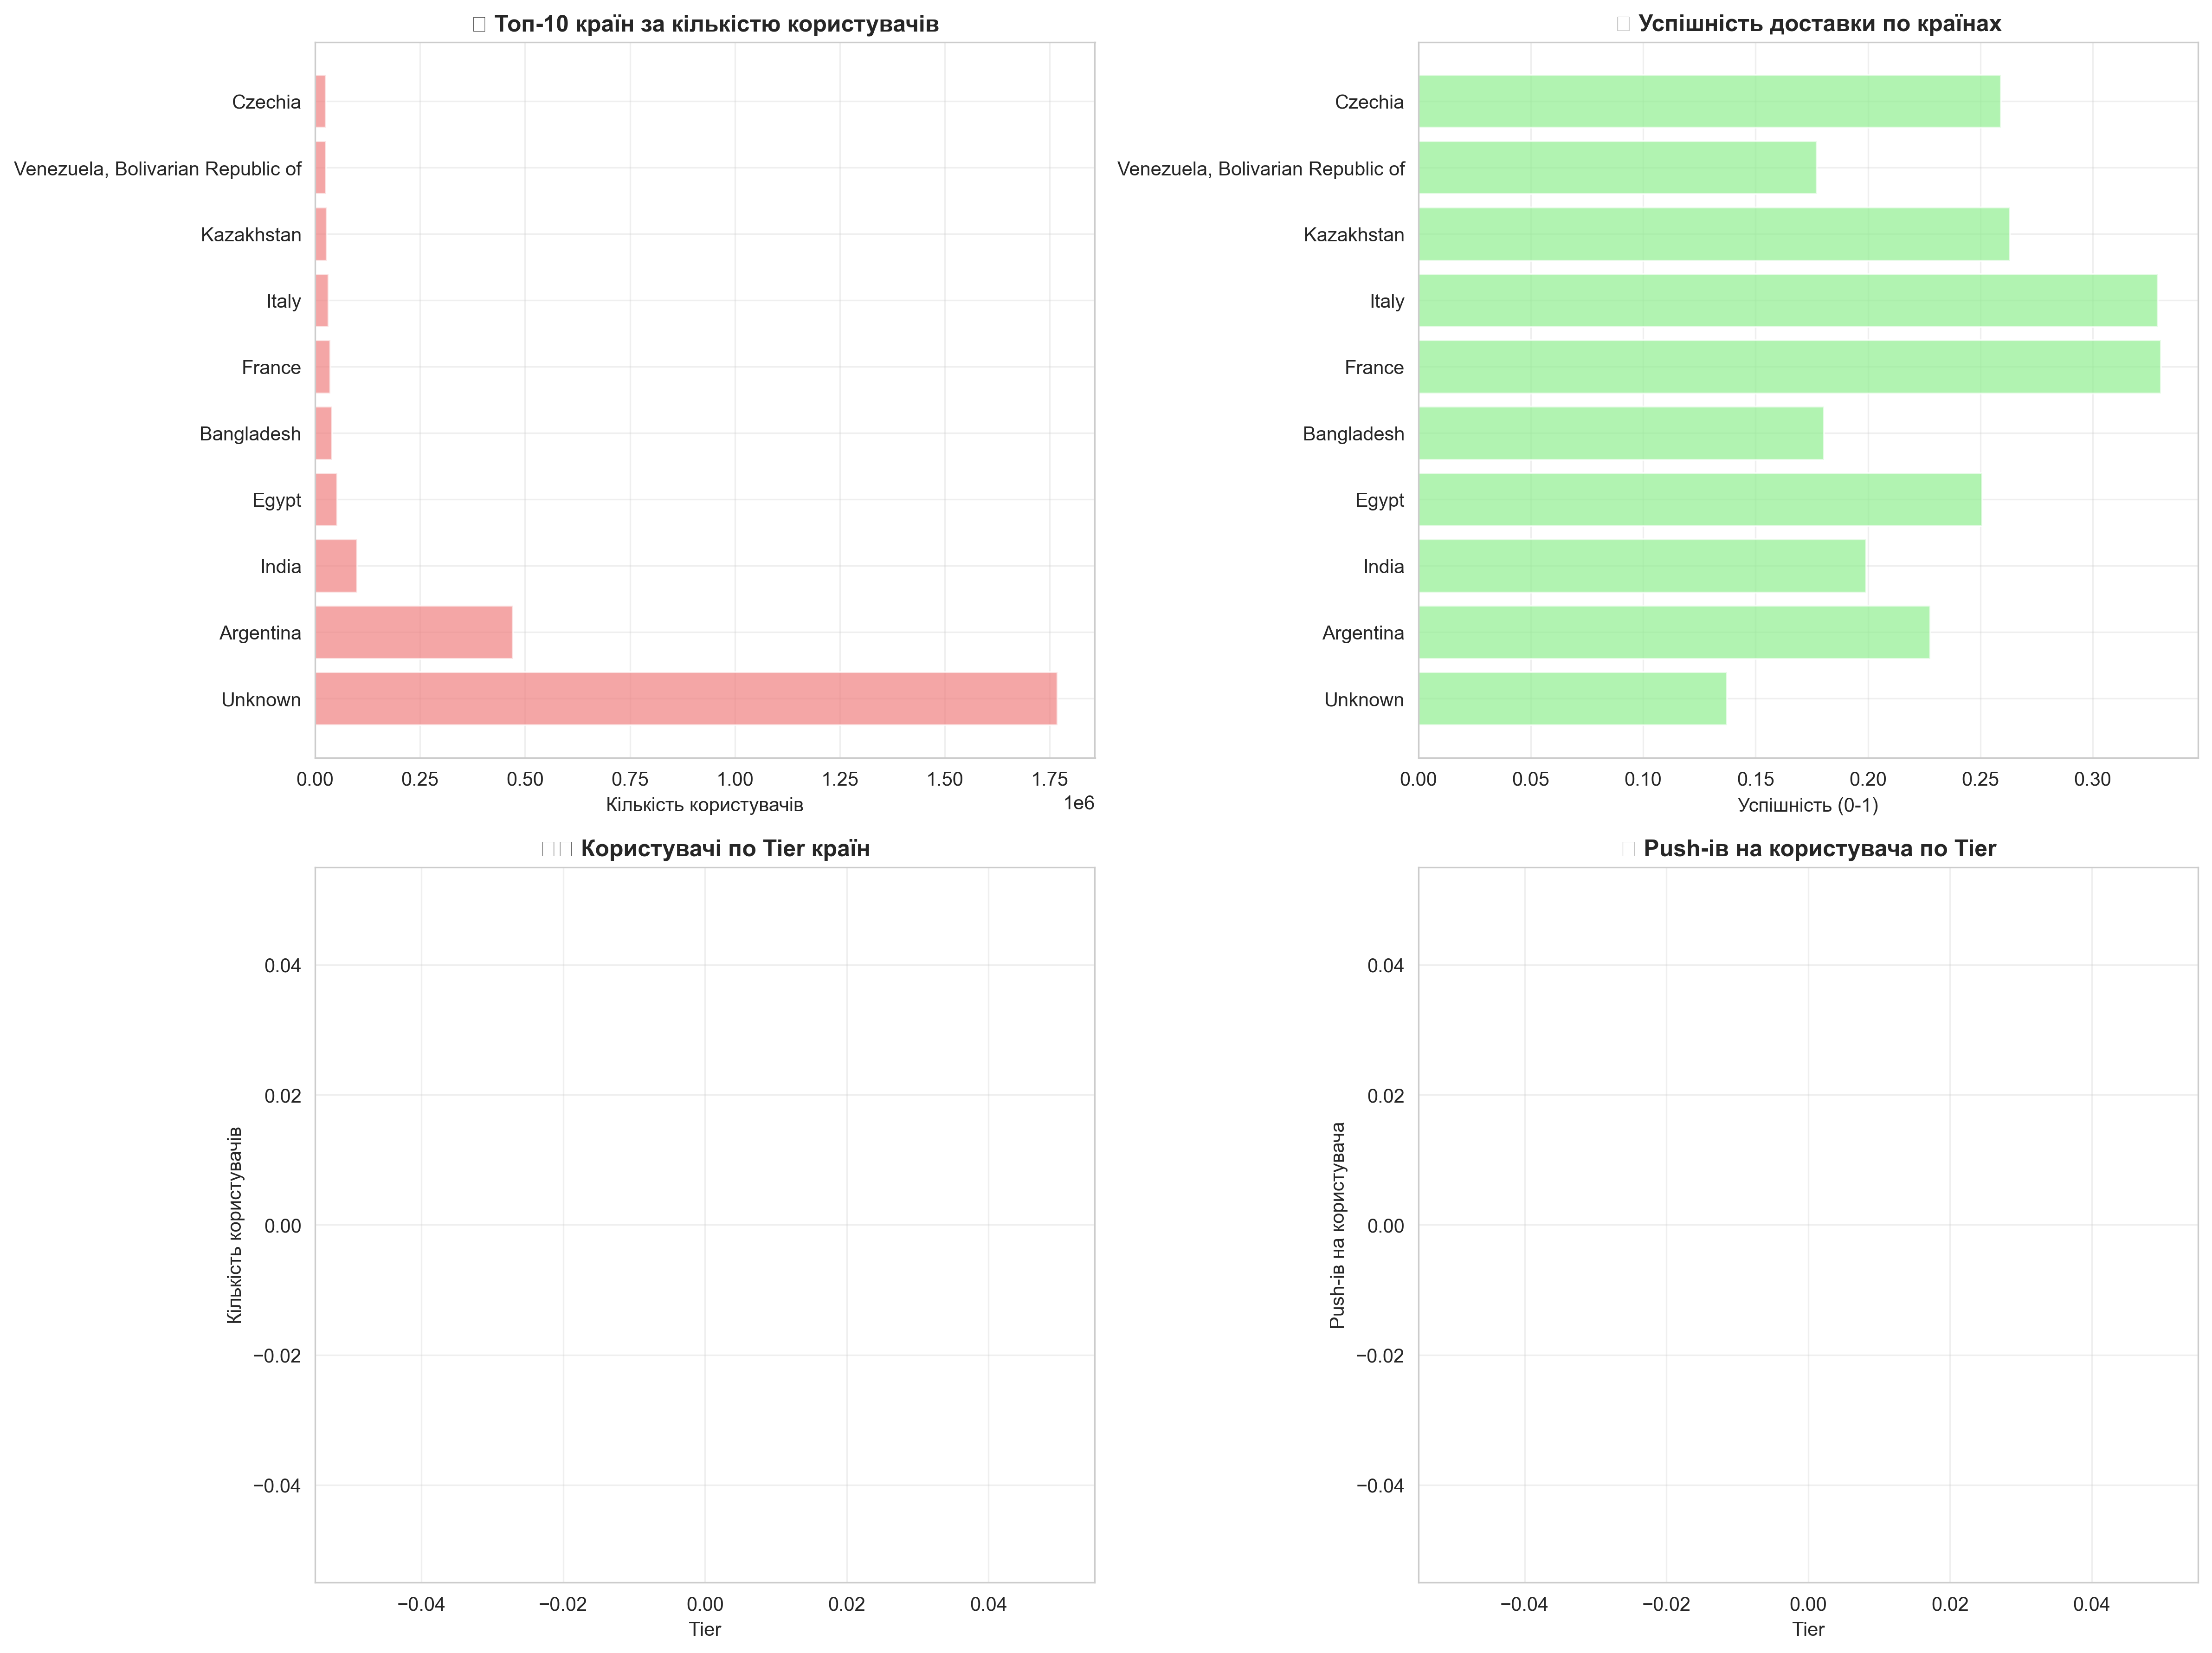 Топ-10 країн за кількістю користувачів
Czechia
Venezuela, Bolivarian Republic of
Kazakhstan
Italy
France
Bangladesh
Egypt
India
Argentina
Unknown
0.00 0.25 0.50 0.75 1.00 1.25 1.50 1.75
1e6
Кількість користувачів
Успішність доставки по країнах
Czechia
Venezuela, Bolivarian Republic of
Kazakhstan
Italy
France
Bangladesh
Egypt
India
Argentina
Unknown
0.00 0.05 0.10 0.15 0.20 0.25 0.30
Успішність (0-1)
Користувачі по Tier країн
Кількість користувачів
0.04
0.02
0.00
−0.02
−0.04
−0.04 −0.02 0.00 0.02 0.04
Tier
Push-ів на користувача по Tier
Push-ів на користувача
0.04
0.02
0.00
−0.02
−0.04
−0.04 −0.02 0.00 0.02 0.04
Tier